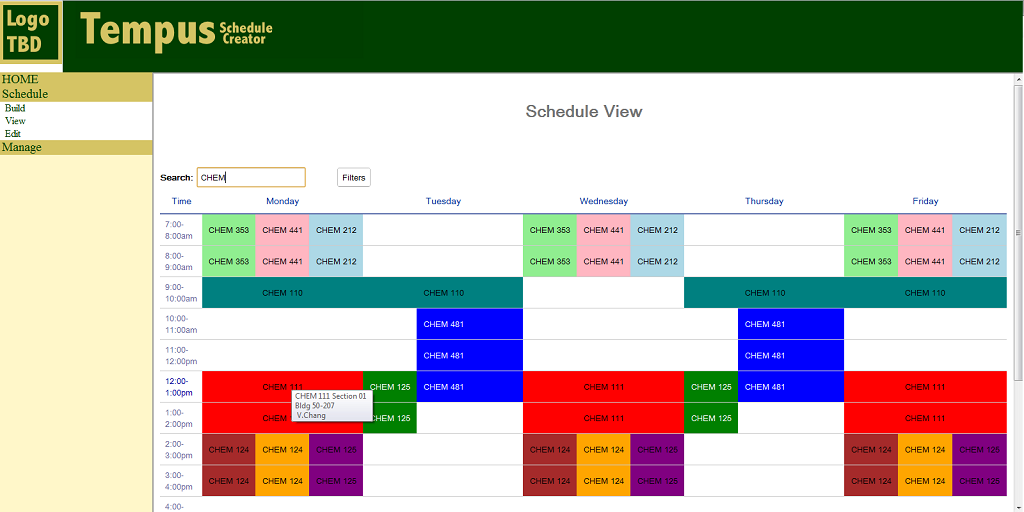 Logo
TBD
Tempus Schedule
Creator
HOME
Schedule
Build
View
Edit
Manage
Schedule View
Search: CHEM Filters
Time Monday Tuesday Wednesday Thursday Friday
7:00-
8:00am CHEM 353 CHEM 441 CHEM 212 CHEM 353 CHEM 441 CHEM 212 CHEM 353 CHEM 441 CHEM 212
8:00-
9:00am CHEM 353 CHEM 441 CHEM 212 CHEM 353 CHEM 441 CHEM 212 CHEM 353 CHEM 441 CHEM 212
9:00-
10:00am CHEM 110 CHEM 110 CHEM 110 CHEM 110
10:00-
11:00am CHEM 481 CHEM 481
11:00-
12:00pm CHEM 481 CHEM 481
12:00-
1:00pm CHEM 111 CHEM 125 CHEM 481 CHEM 111 CHEM 125 CHEM 481 CHEM 111
CHEM 111 Section 01
Bldg 50-207
V.Chang
1:00-
2:00pm CHEM 125 CHEM 111 CHEM 125 CHEM 111
2:00-
3:00pm CHEM 124 CHEM 124 CHEM 125 CHEM 124 CHEM 124 CHEM 125 CHEM 124 CHEM 124 CHEM 125
3:00-
4:00pm CHEM 124 CHEM 124 CHEM 125 CHEM 124 CHEM 124 CHEM 125 CHEM 124 CHEM 124 CHEM 125
4:00-